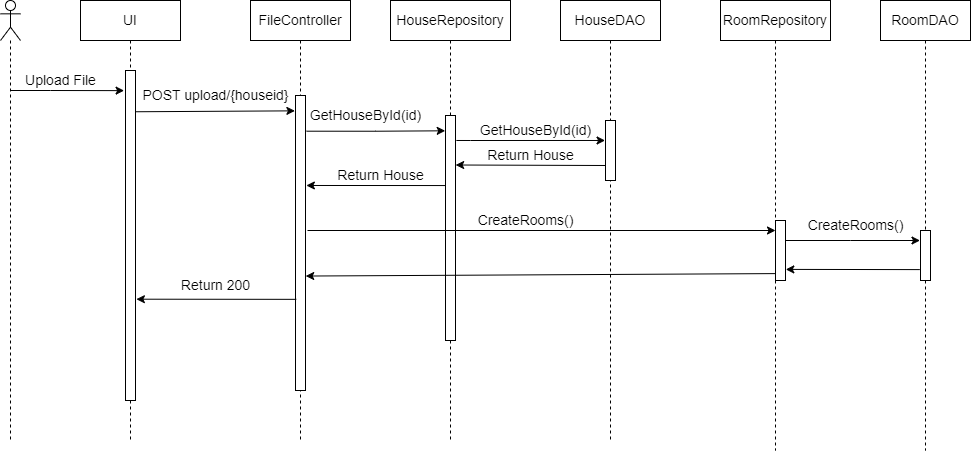 UI
FileController
HouseRepository
HouseDAO
RoomRepository
RoomDAO
Upload File
POST upload/{houseid}
GetHouseById(id)
GetHouseById(id)
Return House
Return House
CreateRooms()
CreateRooms()
Return 200